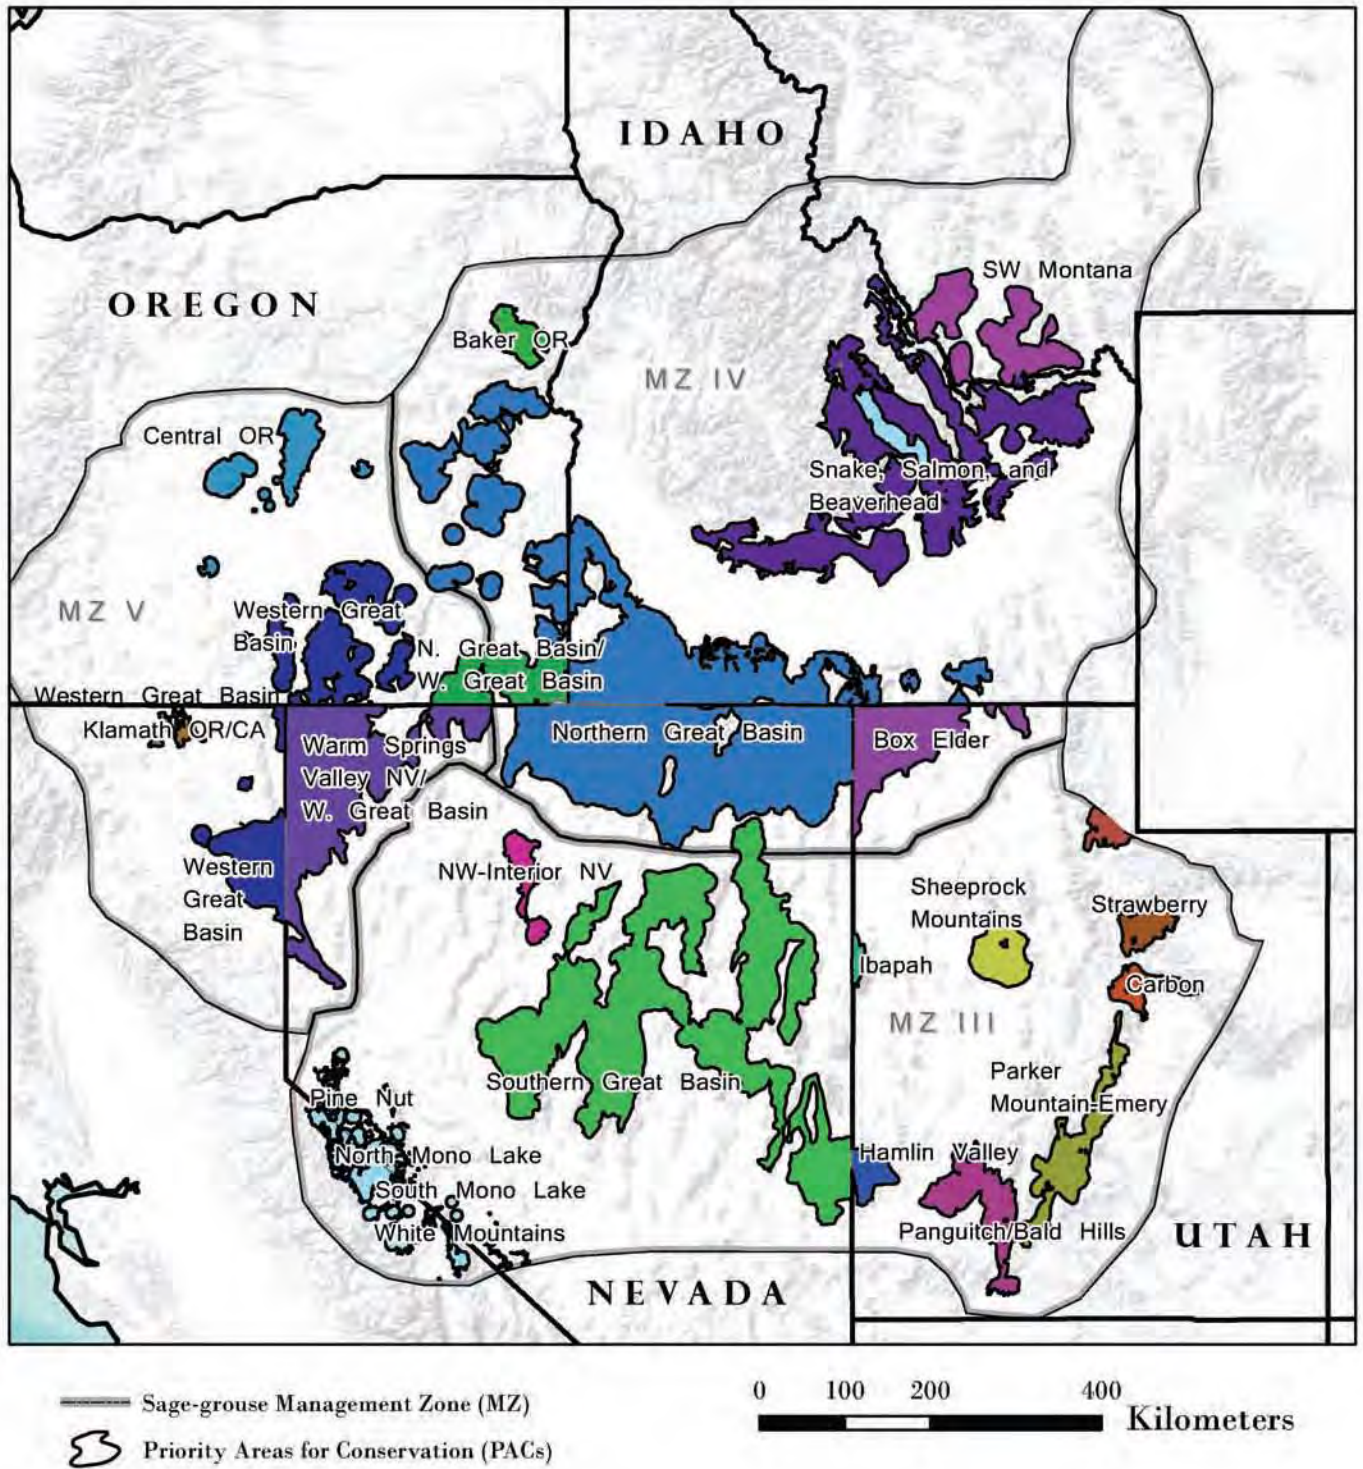 IDAHO
SW Montana
OREGON
Baker OR
MZ IV
Central OR
Snake, Salmon, and
Beaverhead
MZ V
Western Great
Basin
N. Great Basin/
W. Great Basin
Western Great Basin
Klamath OR/CA
Warm Springs
Valley NV/
W. Great Basin
Northern Great Basin
Box Elder
Western
Great
Basin
NW-Interior NV
Sheeprock
Mountains
Strawberry
Ibapah
Carbon
MZ III
Southern Great Basin
Parker
Mountain-Emery
Pine Nut
North Mono Lake
South Mono Lake
White Mountains
Hamlin Valley
Panguitch/Bald Hills
UTAH
NEVADA
Sage-grouse Management Zone (MZ)
Priority Areas for Conservation (PACs)
0 100 200 400
Kilometers